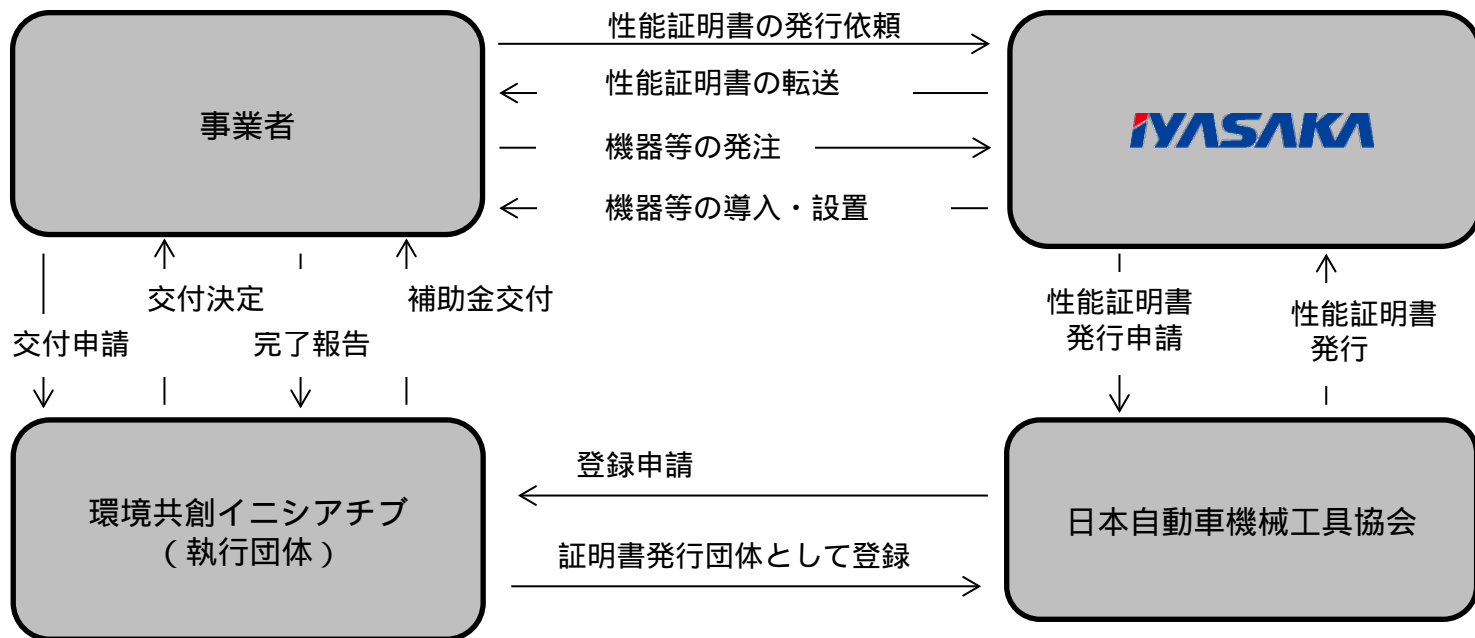 性能証明書の発行依頼
性能証明書の転送
事業者
IYASAKA
機器等の発注
機器等の導入・設置
交付決定
補助金交付
性能証明書
発行申請
性能証明書
発行
交付申請
完了報告
登録申請
環境共創イニシアチブ
(執行団体)
日本自動車機械工具協会
証明書発行団体として登録